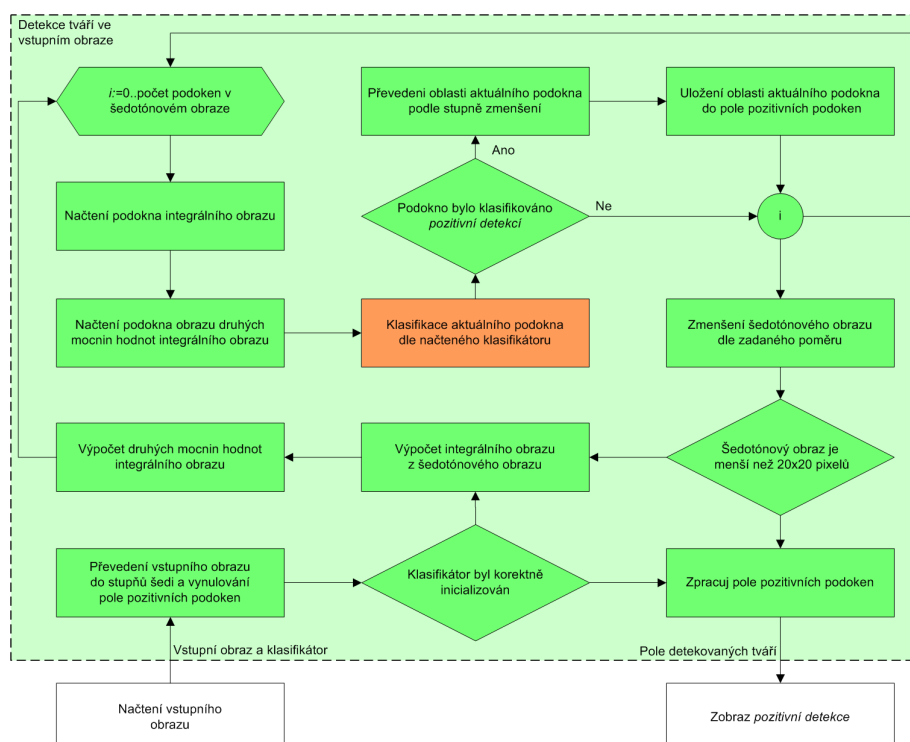 Detekce tváří ve
vstupním obraze
i:=0..počet podoken v
šedotónovém obraze
Převedeni oblasti aktuálního podokna
podle stupně zmenšení
Uložení oblasti aktuálního podokna
do pole pozitivních podoken
Ano
Načtení podokna integrálního obrazu
Podokno bylo klasifikováno
pozitivní detekcí
Ne
i
Načtení podokna obrazu druhých
mocnin hodnot integrálního obrazu
Klasifikace aktuálního podokna
dle načteného klasifikátoru
Zmenšení šedotónového obrazu
dle zadaného poměru
Výpočet druhých mocnin hodnot
integrálního obrazu
Výpočet integrálního obrazu
z šedotónového obrazu
Šedotónový obraz je
menší než 20x20 pixelů
Převedení vstupního obrazu
do stupňů šedi a vynulování
pole pozitivních podoken
Klasifikátor byl korektně
inicializován
Zpracuj pole pozitivních podoken
Vstupní obraz a klasifikátor
Pole detekovaných tváří
Načtení vstupního
obrazu
Zobraz pozitivní detekce